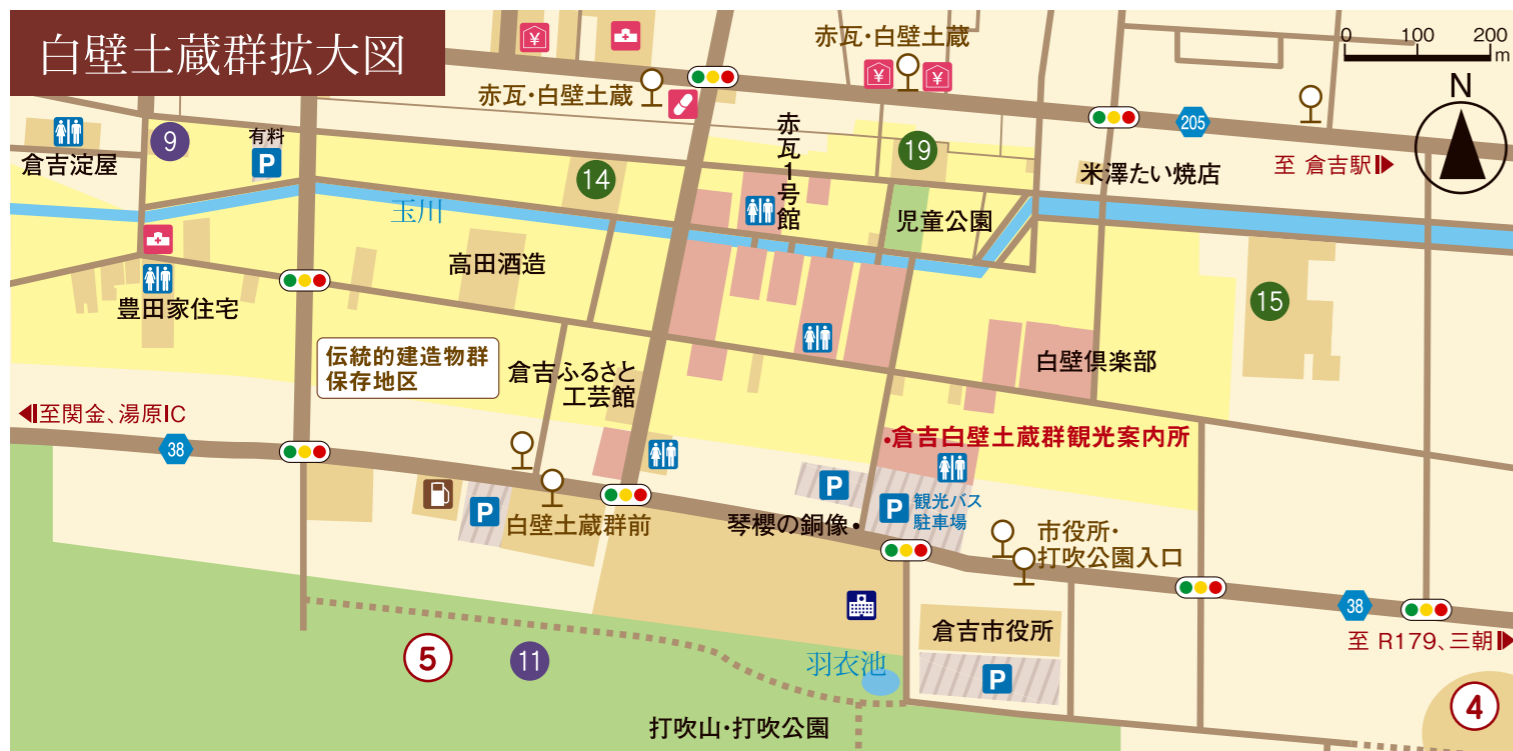 白壁土蔵群拡大図
0 100 200
m
N
赤瓦・白壁土蔵
赤瓦・白壁土蔵
¥
¥
¥
205
至 倉吉駅
倉吉淀屋
9
有料
P
14
赤瓦1号館
19
米澤たい焼店
玉川
児童公園
高田酒造
豊田家住宅
15
伝統的建造物群
保存地区
倉吉ふるさと
工芸館
白壁倶楽部
至関金、湯原IC
38
倉吉白壁土蔵群観光案内所
P
P
P
観光バス
駐車場
白壁土蔵群前
琴櫻の銅像
市役所・
打吹公園入口
38
至 R179、三朝
倉吉市役所
P
5
11
羽衣池
4
打吹山・打吹公園